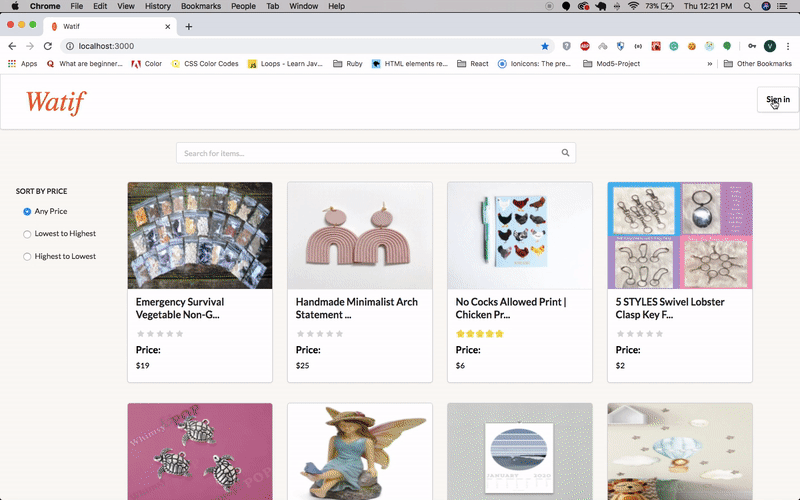 Chrome File Edit View History Bookmarks People Tab Window Help
73% Thu 12:21 PM
Watif
localhost:3000
V
Apps Q What are beginner... Color CSS Color Codes Loops - Learn Jav... Ruby HTML elements re... React Ionicons: The pre... Mod5-Project » Other Bookmarks
Watif
Sign in
Search for items...
SORT BY PRICE
Any Price
Lowest to Highest
Highest to Lowest
Emergency Survival
Vegetable Non-G...
Price:
$19
Handmade Minimalist Arch
Statement ...
Price:
$25
No Cocks Allowed Print |
Chicken Pr...
Price:
$6
5 STYLES Swivel Lobster
Clasp Key F...
Price:
$2
JANUARY 2020